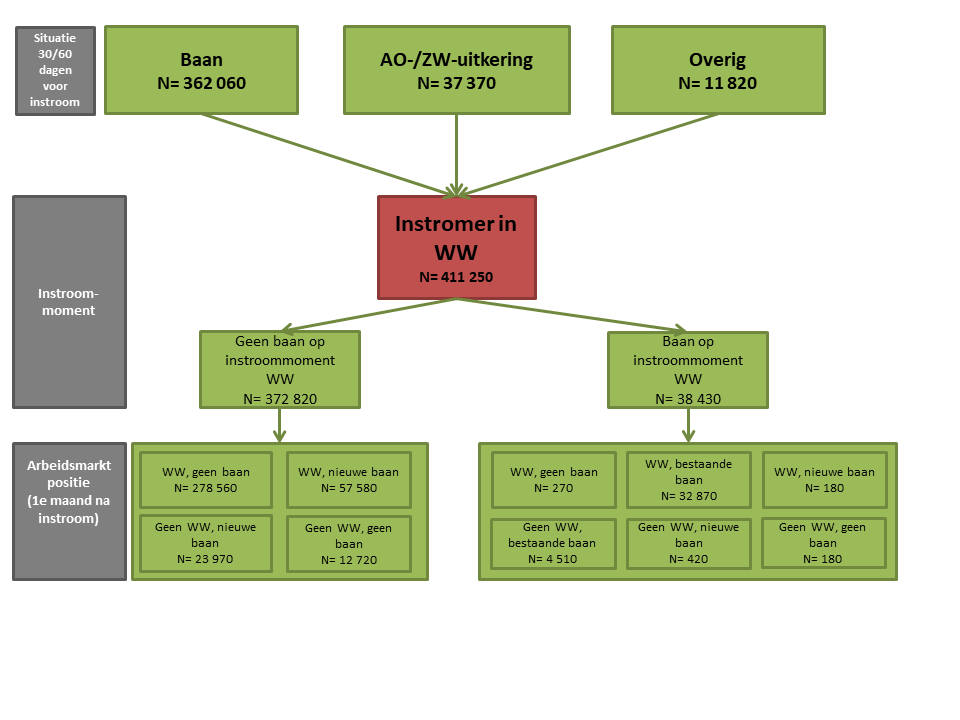 Situatie
30/60
dagen
voor
instroom
Baan
N= 362 060
AO-/ZW-uitkering
N= 37 370
Overig
N= 11 820
Instroom-
moment
Instromer in
WW
N= 411 250
Geen baan op
instroommoment
WW
N= 372 820
Baan op
instroommoment
WW
N= 38 430
Arbeidsmarkt
positie
(1e maand na
instroom)
WW, geen baan
N= 278 560
WW, nieuwe baan
N= 57 580
Geen WW, nieuwe
baan
N= 23 970
Geen WW, geen
baan
N= 12 720
WW, geen baan
N= 270
WW, bestaande
baan
N= 32 870
WW, nieuwe baan
N= 180
Geen WW,
bestaande baan
N= 4 510
Geen WW, nieuwe
baan
N= 420
Geen WW, geen
baan
N= 180